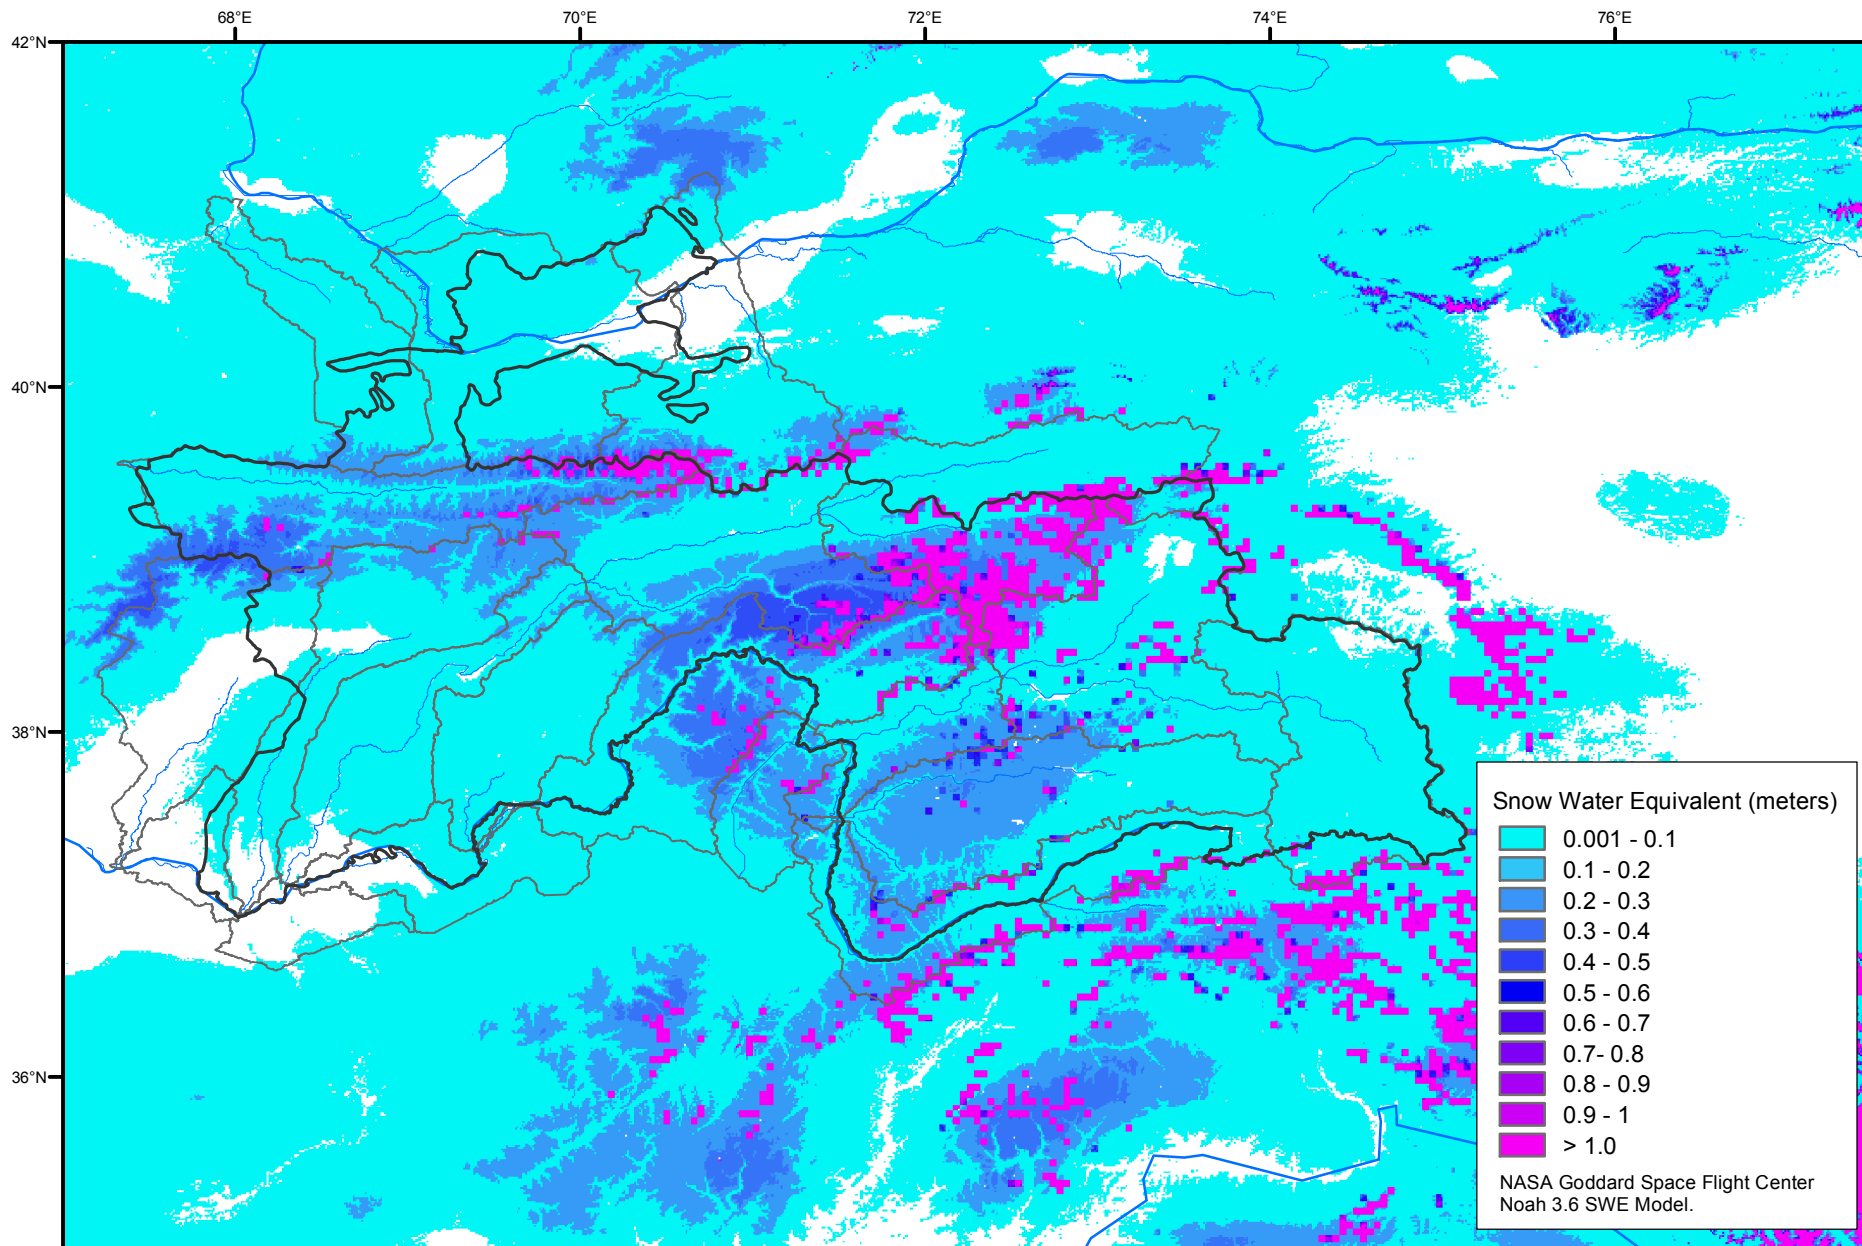 68°E 70°E 72°E 74°E 76°E
42°N
40°N
38°N
36°N
Snow Water Equivalent (meters)
0.001 - 0.1
0.1 - 0.2
0.2 - 0.3
0.3 - 0.4
0.4 - 0.5
0.5 - 0.6
0.6 - 0.7
0.7- 0.8
0.8 - 0.9
0.9 - 1
> 1.0
NASA Goddard Space Flight Center
Noah 3.6 SWE Model.